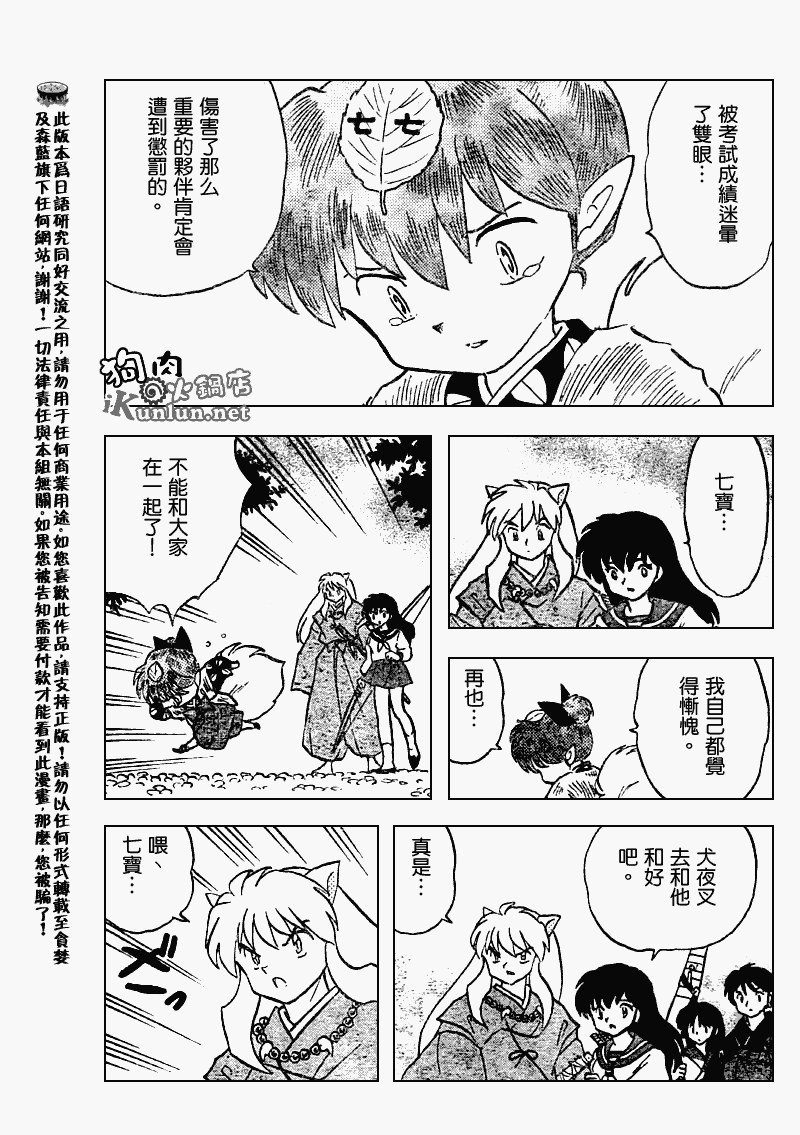 被考試成績迷暈
了雙眼…
傷害了那么
重要的夥伴肯定會
遭到懲罰的。
七 七
七寶…
我自己都覺
得慚愧。
再也…
不能和大家
在一起了!
犬夜叉
去和他
和好
吧。
真是…
喂、
七寶…
狗肉
火鍋店
iKunlun.net
此版本爲日語研究同好交流之用,請勿用于任何商業用途。如您喜歡此作品,請支持正版!請勿以任何形式轉載至貪婪
及森藍旗下任何網站,謝謝!一切法律責任與本組無關。如果您被告知需要付款才能看到此漫畫,那麼,您被騙了!